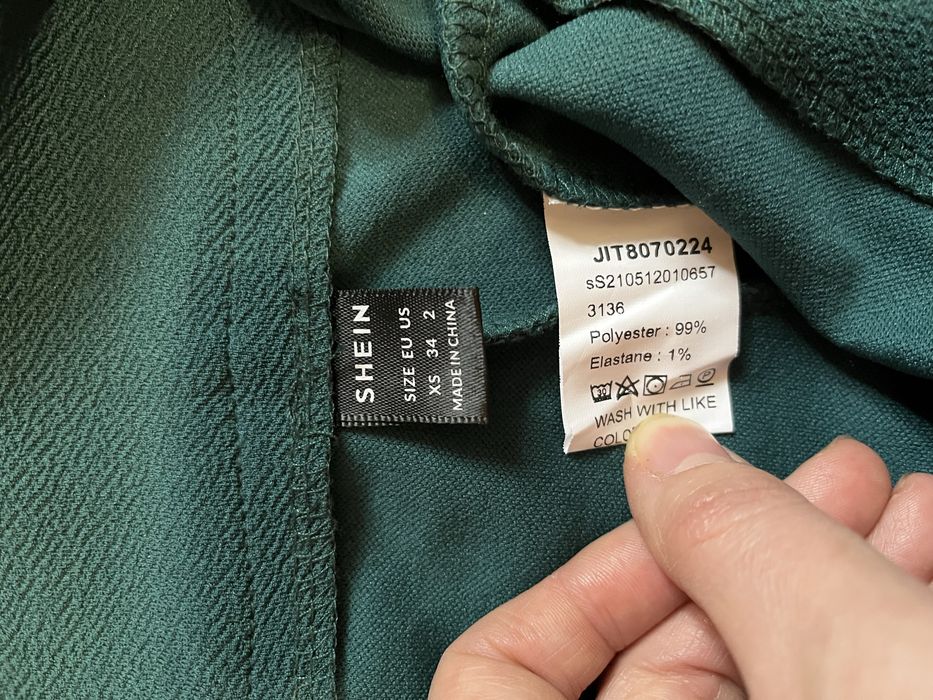 SHEIN
SIZE EU US
XS 34 2
MADE IN CHINA
JIT8070224
sS210512010657
3136
Polyester : 99%
Elastane : 1%
30
WASH WITH LIKE